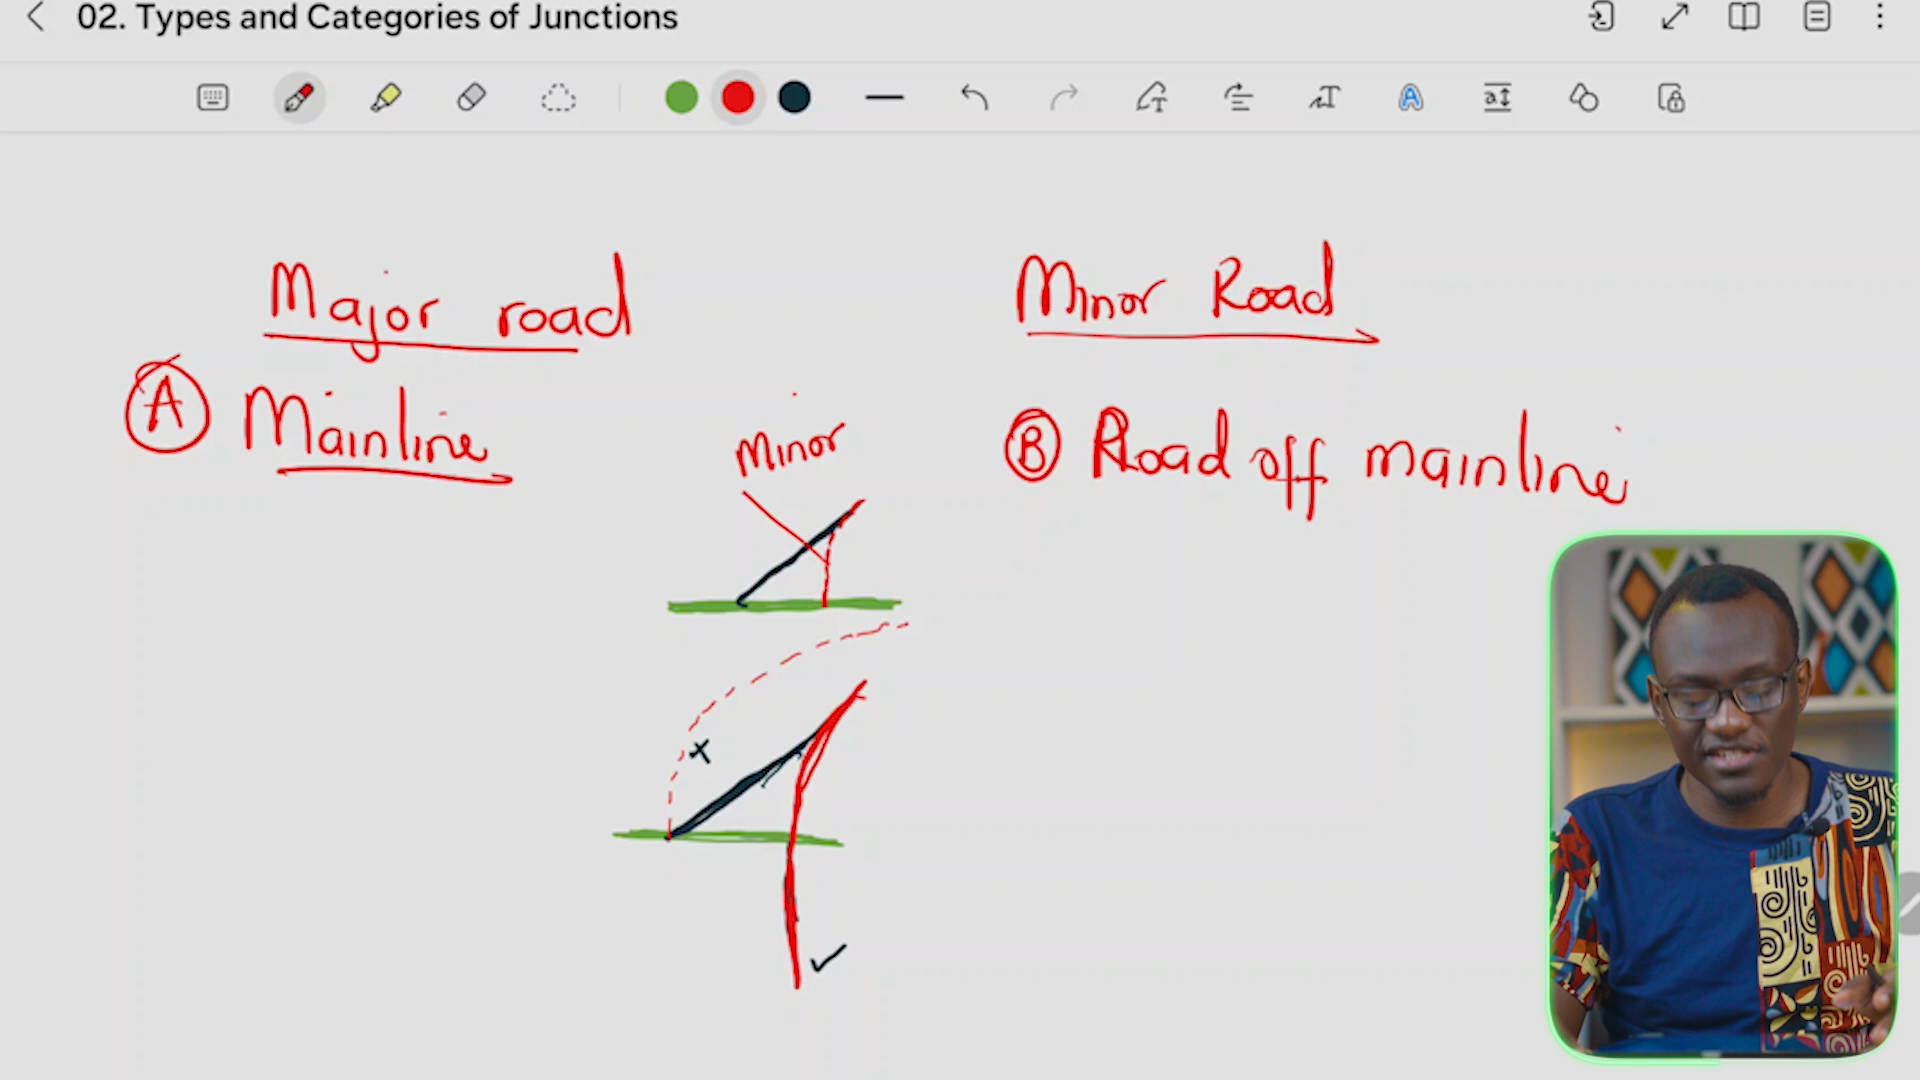 02. Types and Categories of Junctions
Major road
Minor Road
A Mainline
B Road off mainline
Minor